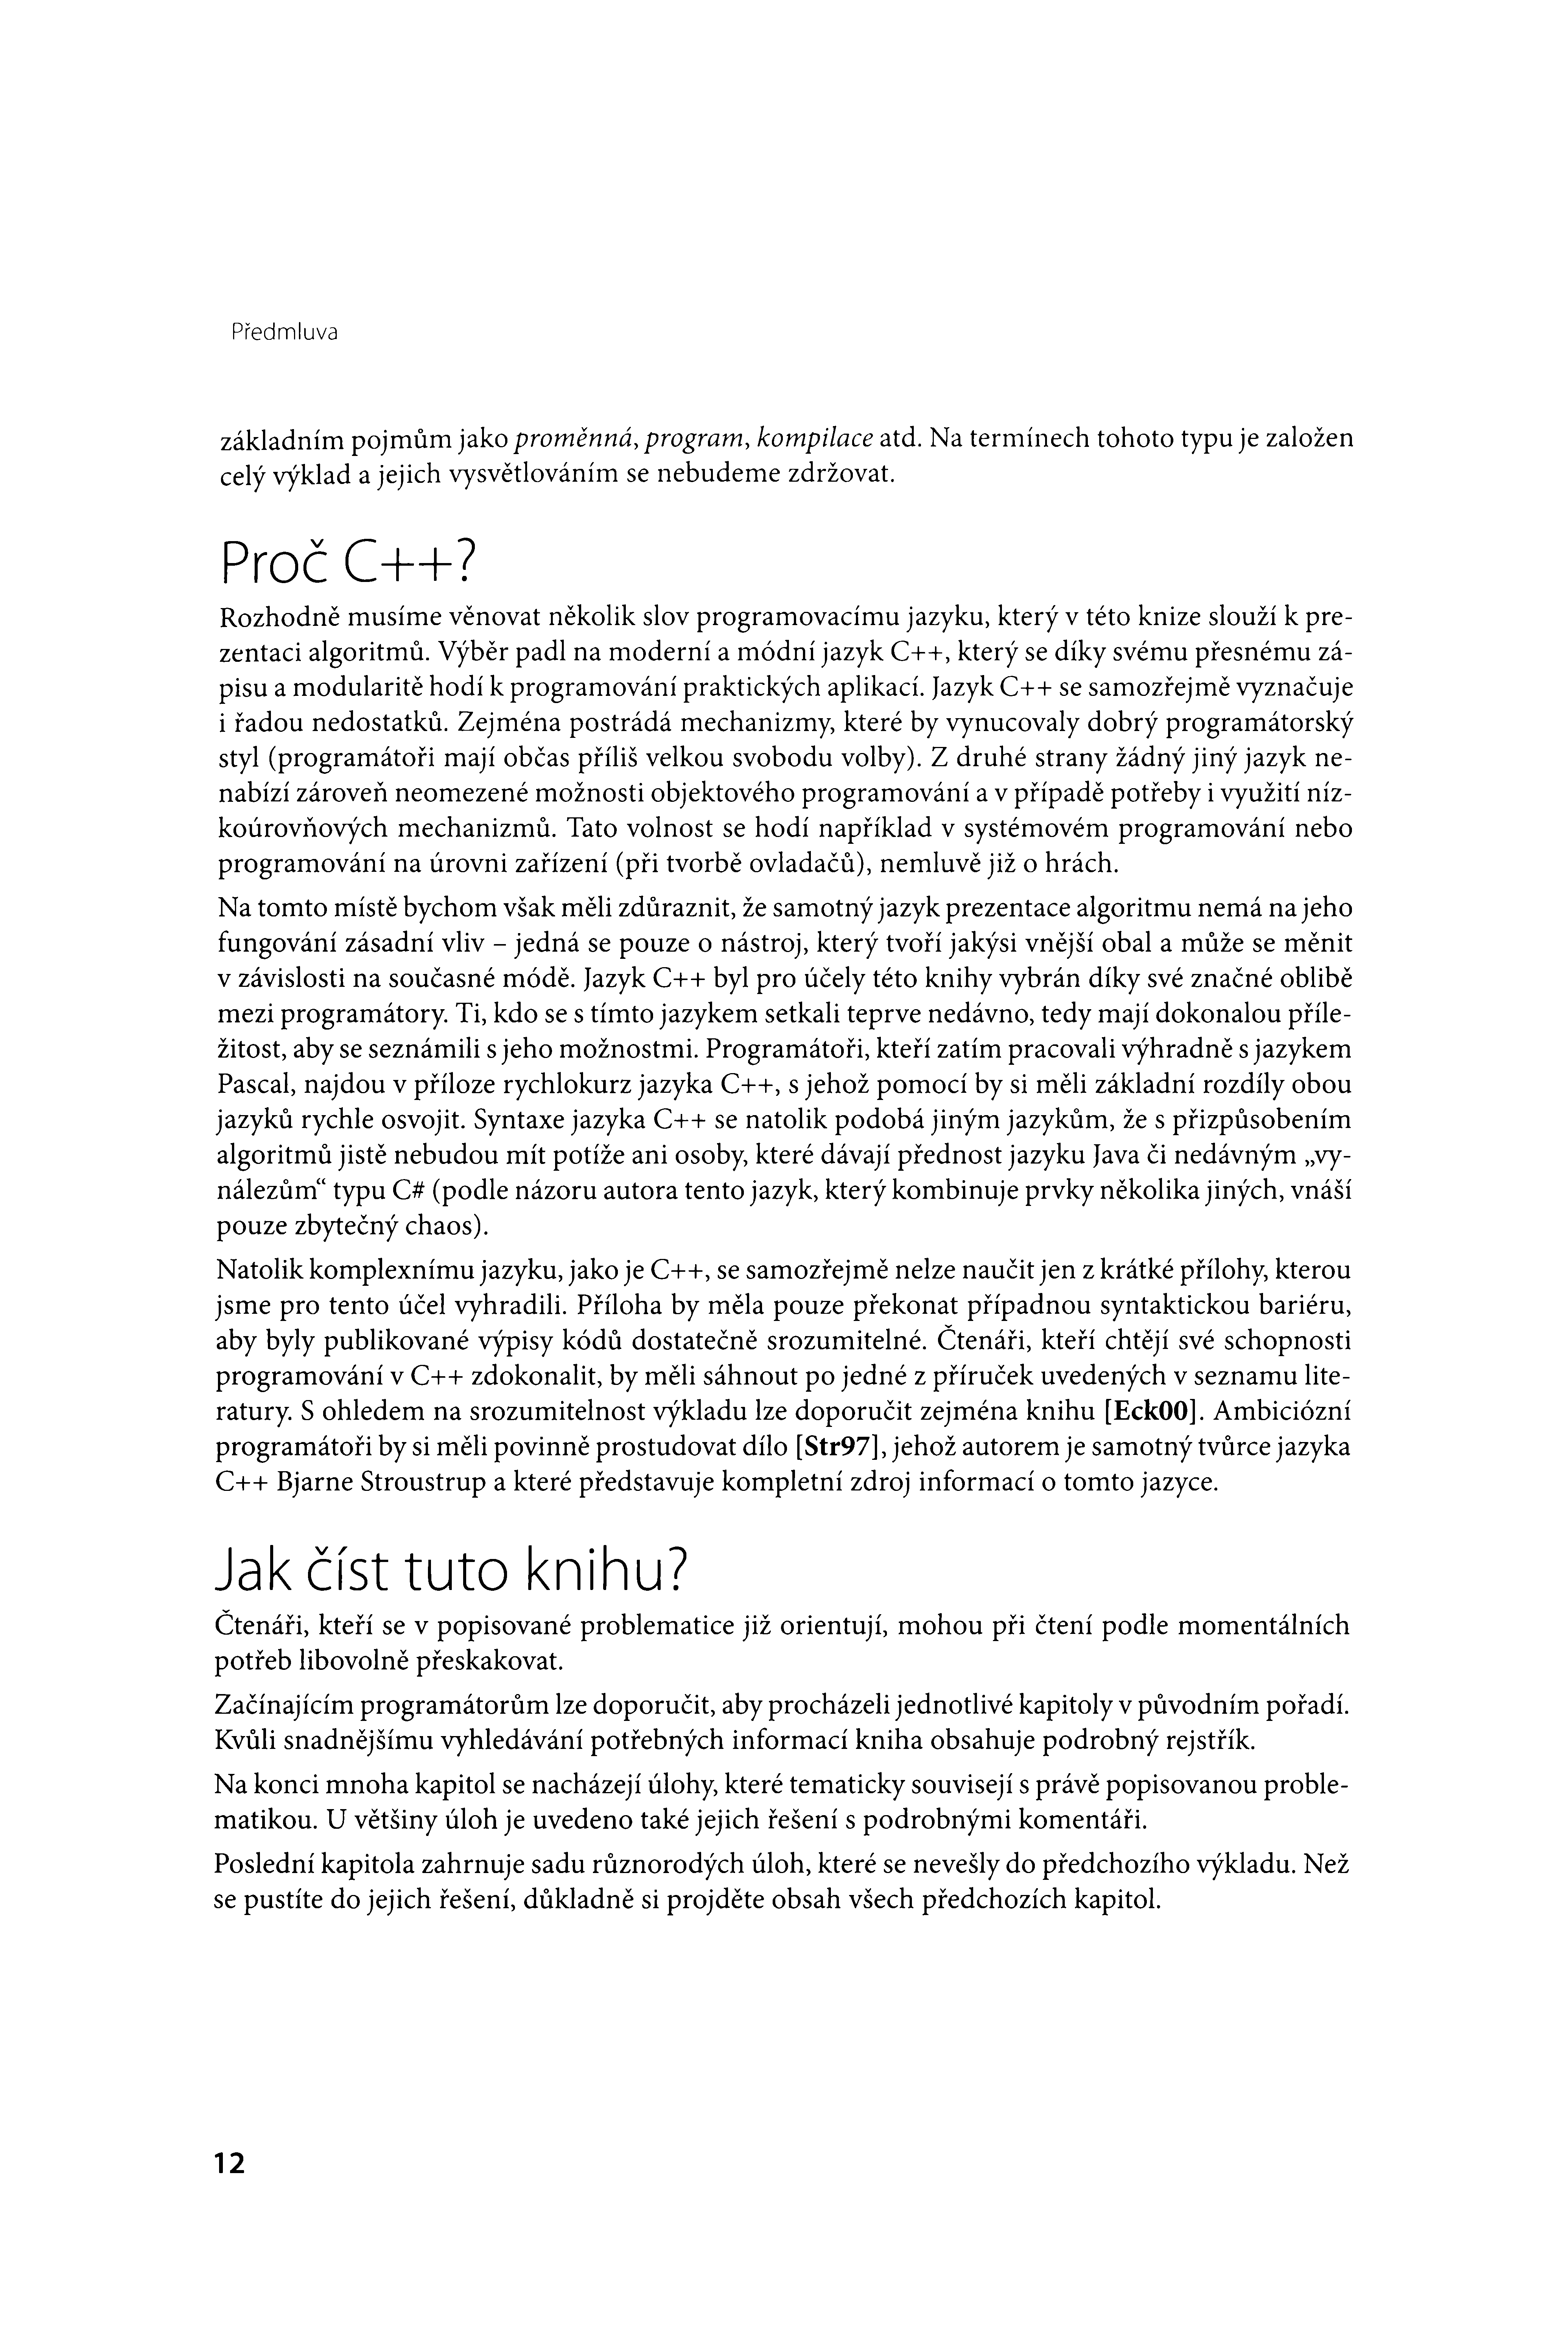 Předmluva
základním pojmům jako proměnná, program, kompilace atd. Na termínech tohoto typu je založen
celý výklad a jejich vysvětlováním se nebudeme zdržovat.
Proč C++?
Rozhodně musíme věnovat několik slov programovacímu jazyku, který v této knize slouží k pre-
zentaci algoritmů. Výběr padl na moderní a módní jazyk C++, který se díky svému přesnému zá-
pisu a modularitě hodí k programování praktických aplikací. Jazyk C++ se samozřejmě vyznačuje
i řadou nedostatků. Zejména postrádá mechanizmy, které by vynucovaly dobrý programátorský
styl (programátoři mají občas příliš velkou svobodu volby). Z druhé strany žádný jiný jazyk ne-
nabízí zároveň neomezené možnosti objektového programování a v případě potřeby i využití níz-
koúrovňových mechanizmů. Tato volnost se hodí například v systémovém programování nebo
programování na úrovni zařízení (při tvorbě ovladačů), nemluvě již o hrách.
Na tomto místě bychom však měli zdůraznit, že samotný jazyk prezentace algoritmu nemá na jeho
fungování zásadní vliv – jedná se pouze o nástroj, který tvoří jakýsi vnější obal a může se měnit
v závislosti na současné módě. Jazyk C++ byl pro účely této knihy vybrán díky své značné oblibě
mezi programátory. Ti, kdo se s tímto jazykem setkali teprve nedávno, tedy mají dokonalou příle-
žitost, aby se seznámili s jeho možnostmi. Programátoři, kteří zatím pracovali výhradně s jazykem
Pascal, najdou v příloze rychlokurz jazyka C++, s jehož pomocí by si měli základní rozdíly obou
jazyků rychle osvojit. Syntaxe jazyka C++ se natolik podobá jiným jazykům, že s přizpůsobením
algoritmů jistě nebudou mít potíže ani osoby, které dávají přednost jazyku Java či nedávným „vy-
nálezům“ typu C# (podle názoru autora tento jazyk, který kombinuje prvky několika jiných, vnáší
pouze zbytečný chaos).
Natolik komplexnímu jazyku, jako je C++, se samozřejmě nelze naučit jen z krátké přílohy, kterou
jsme pro tento účel vyhradili. Příloha by měla pouze překonat případnou syntaktickou bariéru,
aby byly publikované výpisy kódů dostatečně srozumitelné. Čtenáři, kteří chtějí své schopnosti
programování v C++ zdokonalit, by měli sáhnout po jedné z příruček uvedených v seznamu lite-
ratury. S ohledem na srozumitelnost výkladu lze doporučit zejména knihu [Eck00]. Ambiciózní
programátoři by si měli povinně prostudovat dílo [Str97], jehož autorem je samotný tvůrce jazyka
C++ Bjarne Stroustrup a které představuje kompletní zdroj informací o tomto jazyce.
Jak číst tuto knihu?
Čtenáři, kteří se v popisované problematice již orientují, mohou při čtení podle momentálních
potřeb libovolně přeskakovat.
Začínajícím programátorům lze doporučit, aby procházeli jednotlivé kapitoly v původním pořadí.
Kvůli snadnějšímu vyhledávání potřebných informací kniha obsahuje podrobný rejstřík.
Na konci mnoha kapitol se nacházejí úlohy, které tematicky souvisejí s právě popisovanou proble-
matikou. U většiny úloh je uvedeno také jejich řešení s podrobnými komentáři.
Poslední kapitola zahrnuje sadu různorodých úloh, které se nevešly do předchozího výkladu. Než
se pustíte do jejich řešení, důkladně si projděte obsah všech předchozích kapitol.
12